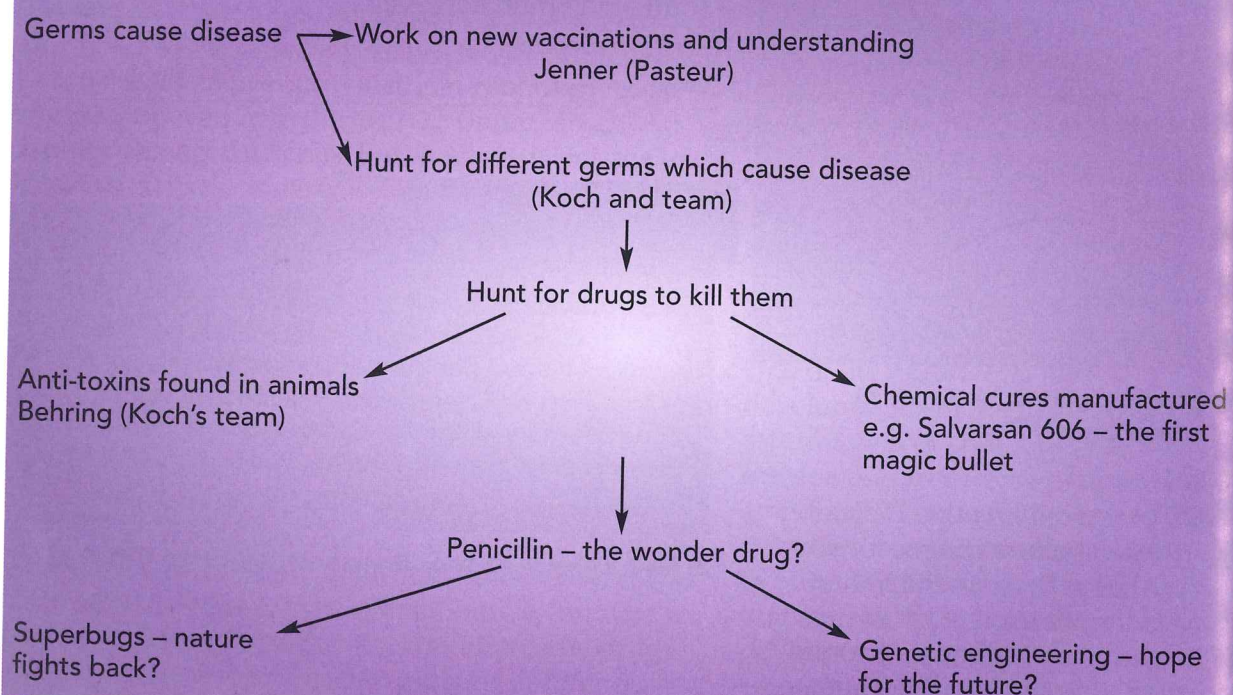 Germs cause disease
Work on new vaccinations and understanding
Jenner (Pasteur)
Hunt for different germs which cause disease
(Koch and team)
Hunt for drugs to kill them
Anti-toxins found in animals
Behring (Koch's team)
Chemical cures manufactured
e.g. Salvarsan 606 – the first
magic bullet
Penicillin – the wonder drug?
Superbugs – nature
fights back?
Genetic engineering – hope
for the future?